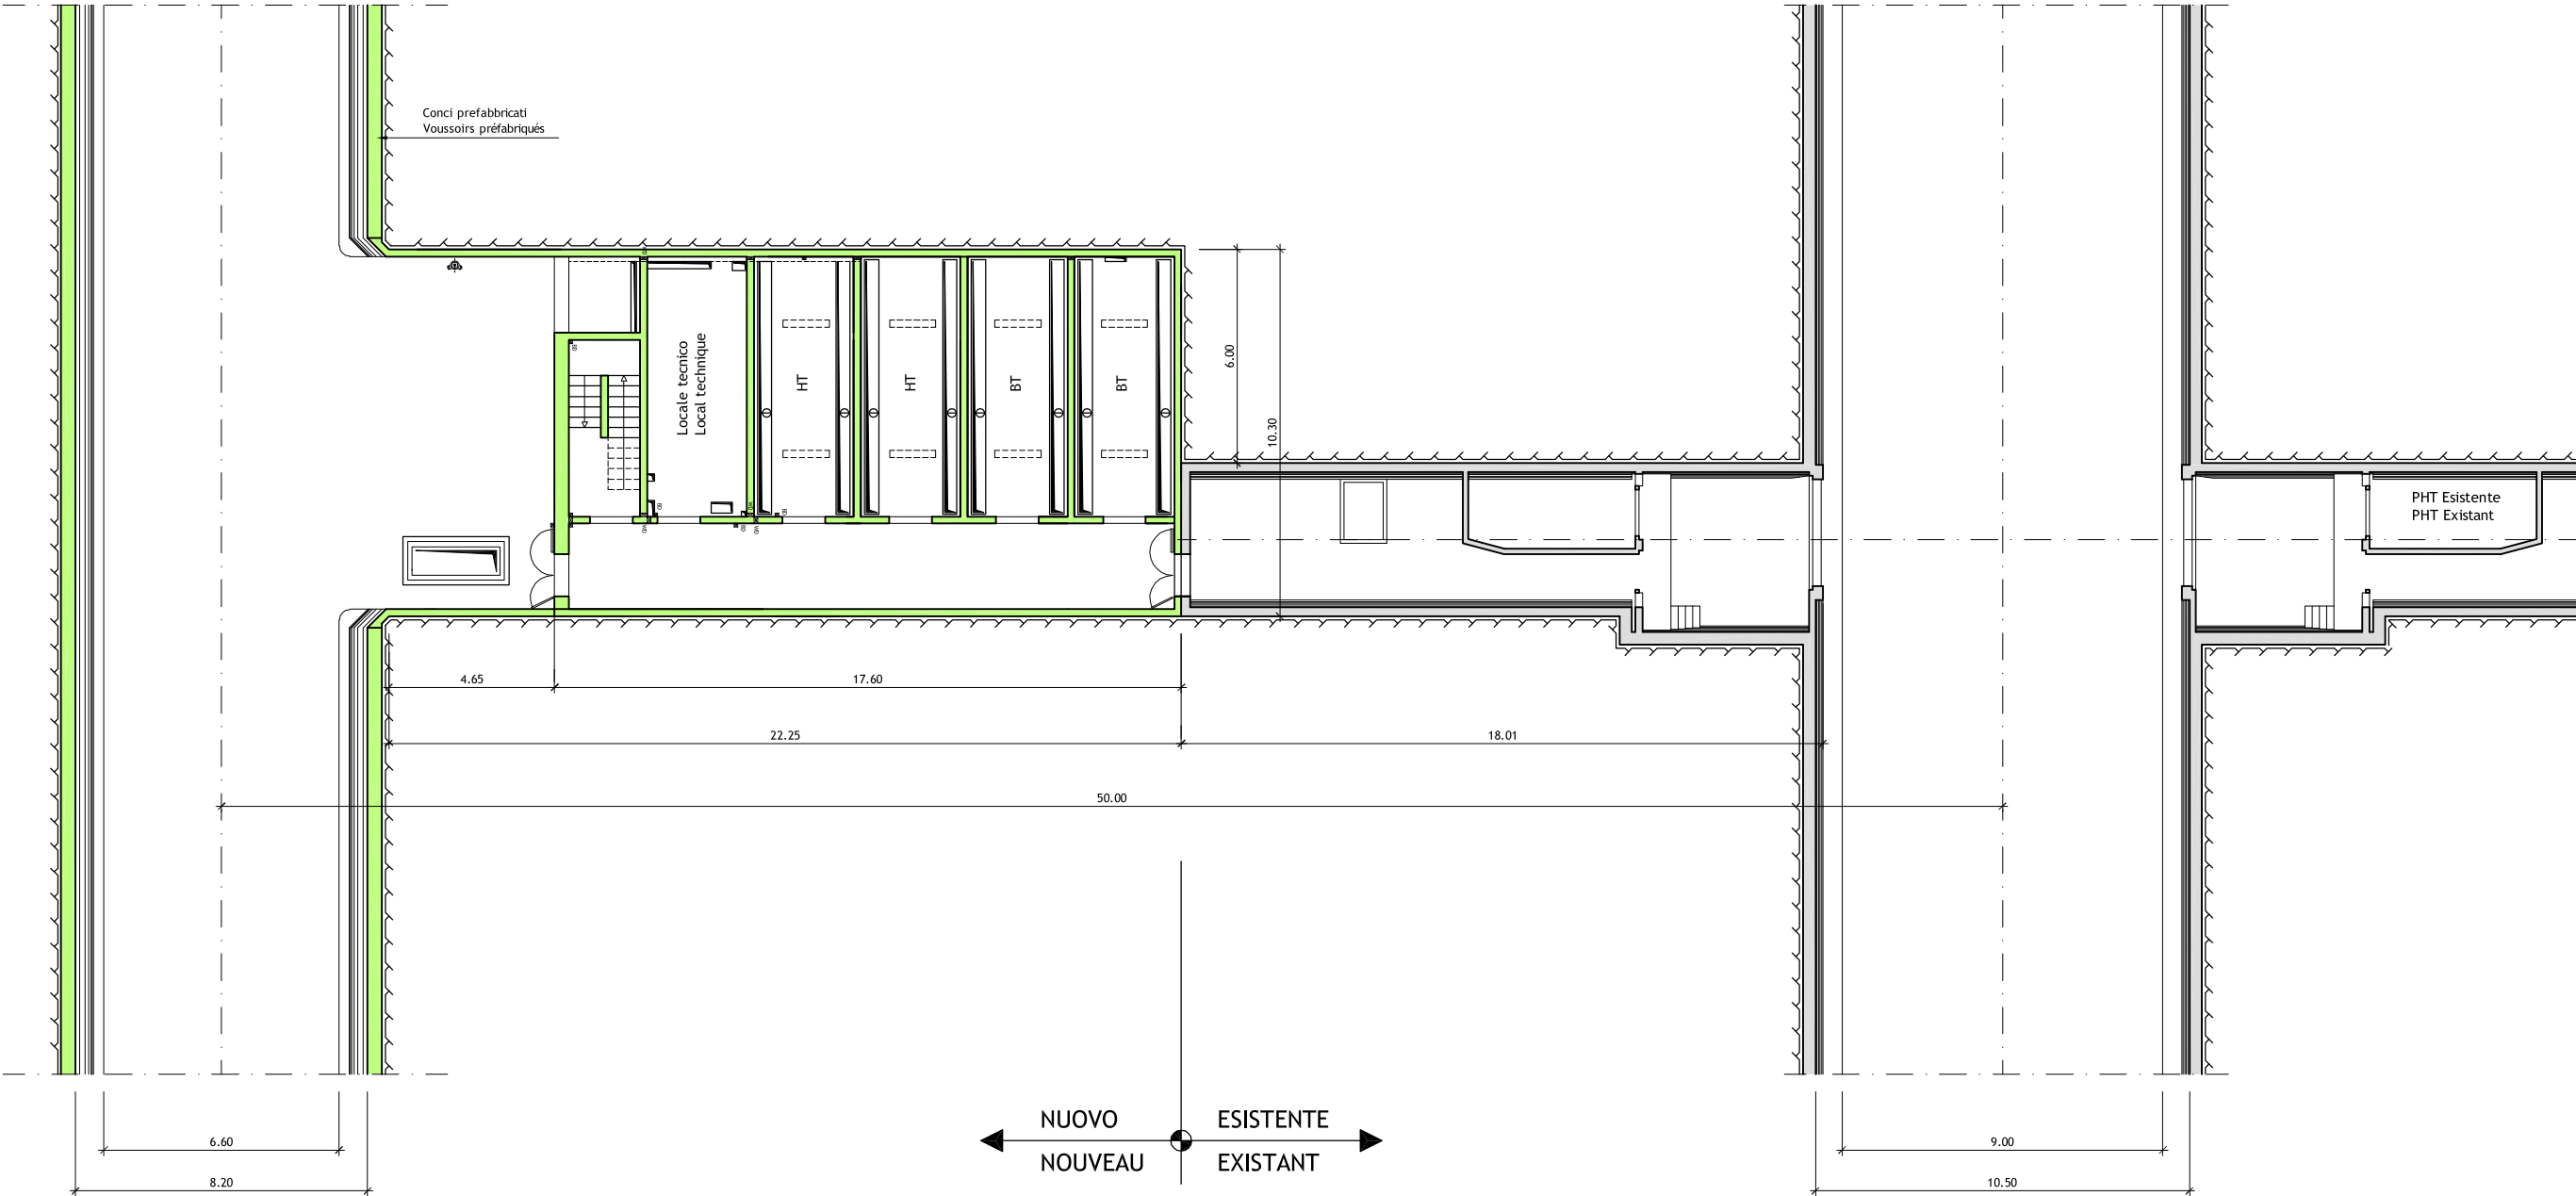 Conci prefabbricati
Voussoirs préfabriqués
Locale tecnico
Local technique
HT
HT
BT
BT
6.00
10.30
PHT Esistente
PHT Existant
4.65
17.60
22.25
18.01
50.00
NUOVO
ESISTENTE
NOUVEAU
EXISTANT
6.60
8.20
9.00
10.50